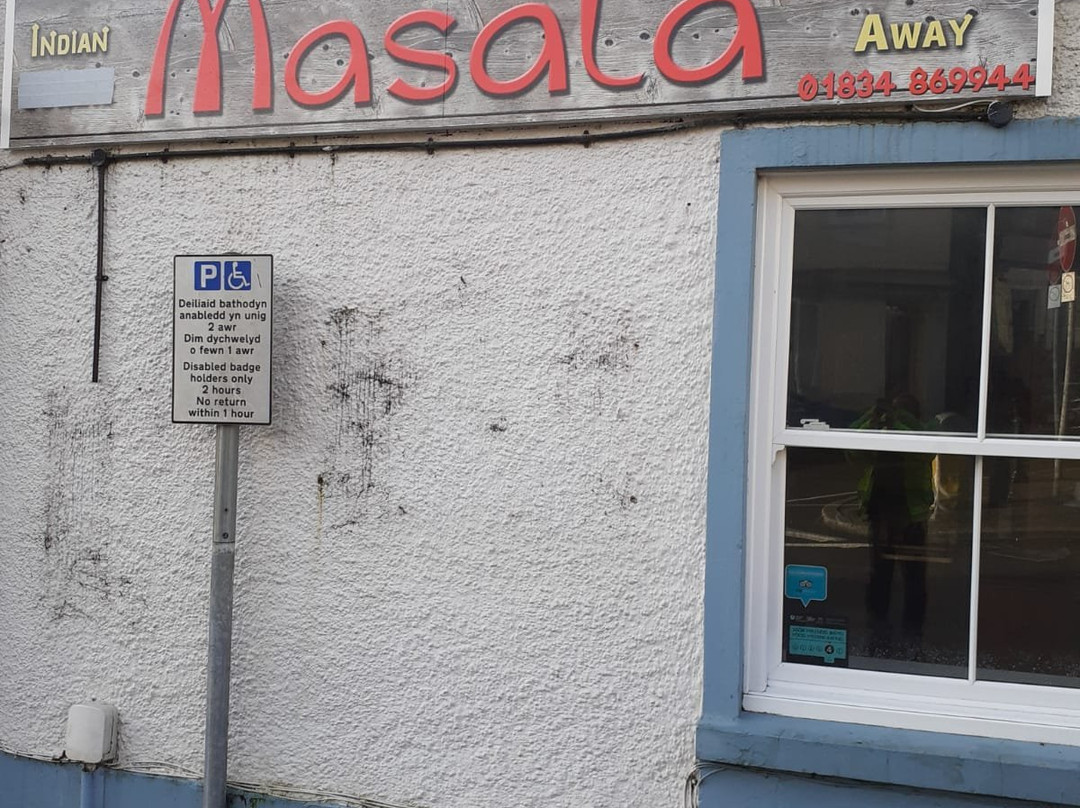 INDIAN
Masala
AWAY
01834 869944
P
Deiliaid bathodyn
anabledd yn unig
2 awr
Dim dychwelyd
o fewn 1 awr
Disabled badge
holders only
2 hours
No return
within 1 hour
4